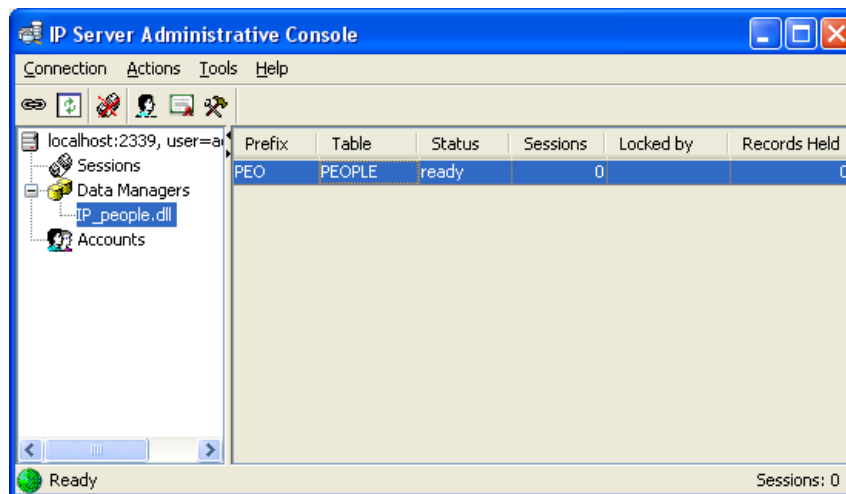 IP Server Administrative Console
Connection Actions Tools Help
localhost:2339, user=a
Sessions
Data Managers
IP_people.dll
Accounts
Prefix Table Status Sessions Locked by Records Held
PEO PEOPLE ready 0 0
Ready Sessions: 0